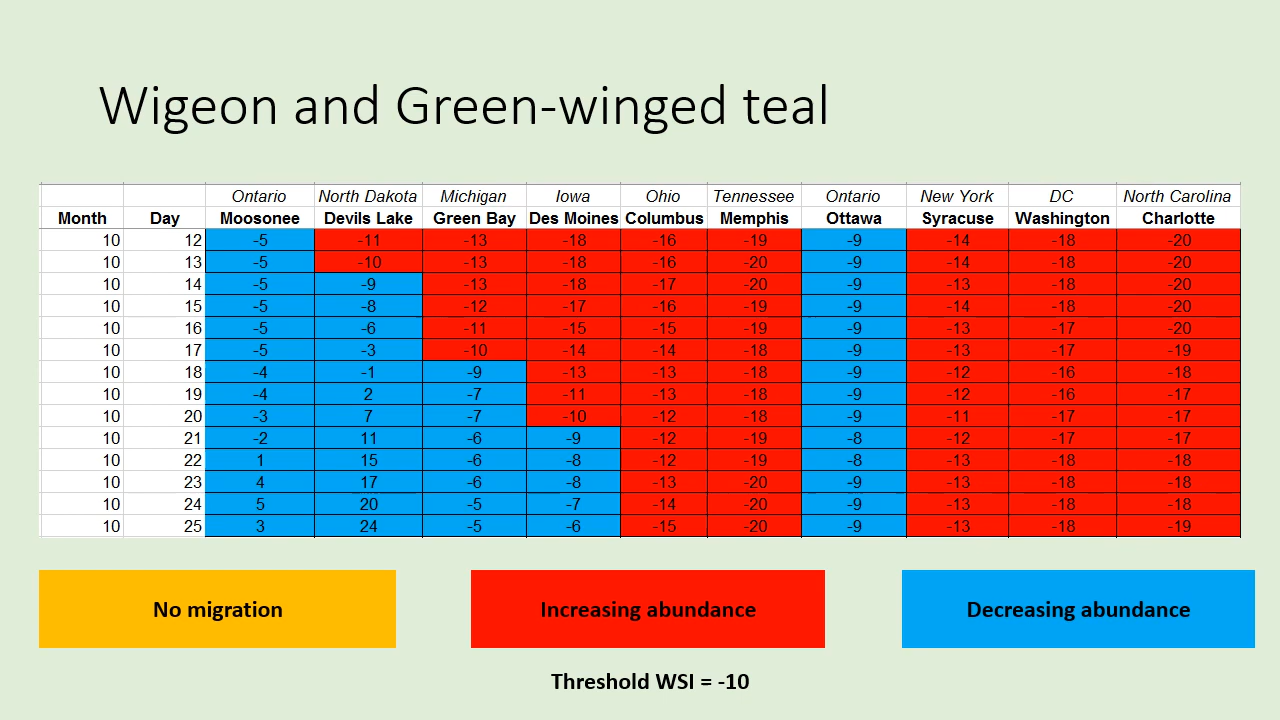 Wigeon and Green-winged teal
Ontario North Dakota Michigan Iowa Ohio Tennessee Ontario New York DC North Carolina
Month Day Moosonee Devils Lake Green Bay Des Moines Columbus Memphis Ottawa Syracuse Washington Charlotte
10 12 -5 -11 -13 -18 -16 -19 -9 -14 -18 -20
10 13 -5 -10 -13 -18 -16 -20 -9 -14 -18 -20
10 14 -5 -9 -13 -18 -17 -20 -9 -13 -18 -20
10 15 -5 -8 -12 -17 -16 -19 -9 -14 -18 -20
10 16 -5 -6 -11 -15 -15 -19 -9 -13 -17 -20
10 17 -5 -3 -10 -14 -14 -18 -9 -13 -17 -19
10 18 -4 -1 -9 -13 -13 -18 -9 -12 -16 -18
10 19 -4 2 -7 -11 -13 -18 -9 -12 -16 -17
10 20 -3 7 -7 -10 -12 -18 -9 -11 -17 -17
10 21 -2 11 -6 -9 -12 -19 -8 -12 -17 -17
10 22 1 15 -6 -8 -12 -19 -8 -13 -18 -18
10 23 4 17 -6 -8 -13 -20 -9 -13 -18 -18
10 24 5 20 -5 -7 -14 -20 -9 -13 -18 -18
10 25 3 24 -5 -6 -15 -20 -9 -13 -18 -19
No migration Increasing abundance Decreasing abundance
Threshold WSI = -10